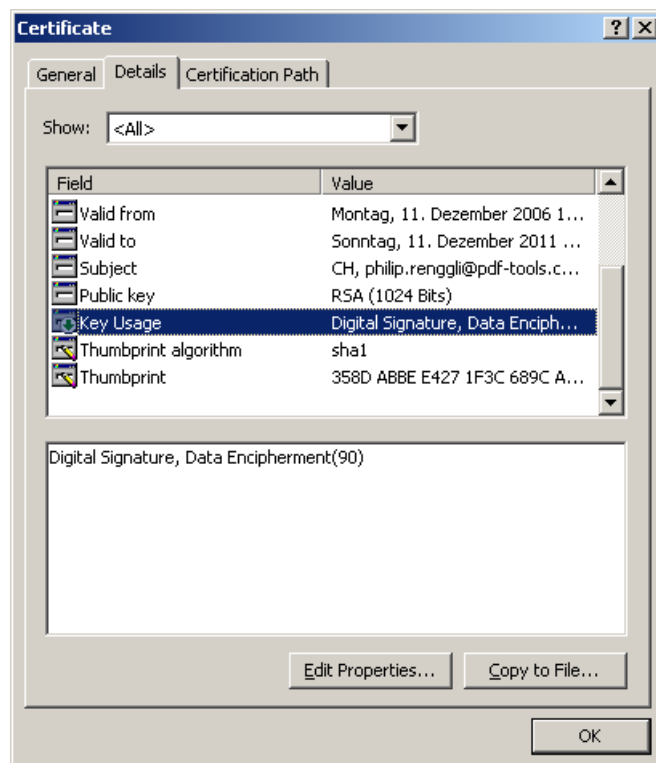 Certificate
General Details Certification Path
Show: <All>
Field Value
Valid from Montag, 11. Dezember 2006 1...
Valid to Sonntag, 11. Dezember 2011 ...
Subject CH, philip.renggli@pdf-tools.c...
Public key RSA (1024 Bits)
Key Usage Digital Signature, Data Enciph...
Thumbprint algorithm sha1
Thumbprint 358D ABBE E427 1F3C 689C A...
Digital Signature, Data Encipherment(90)
Edit Properties... Copy to File...
OK